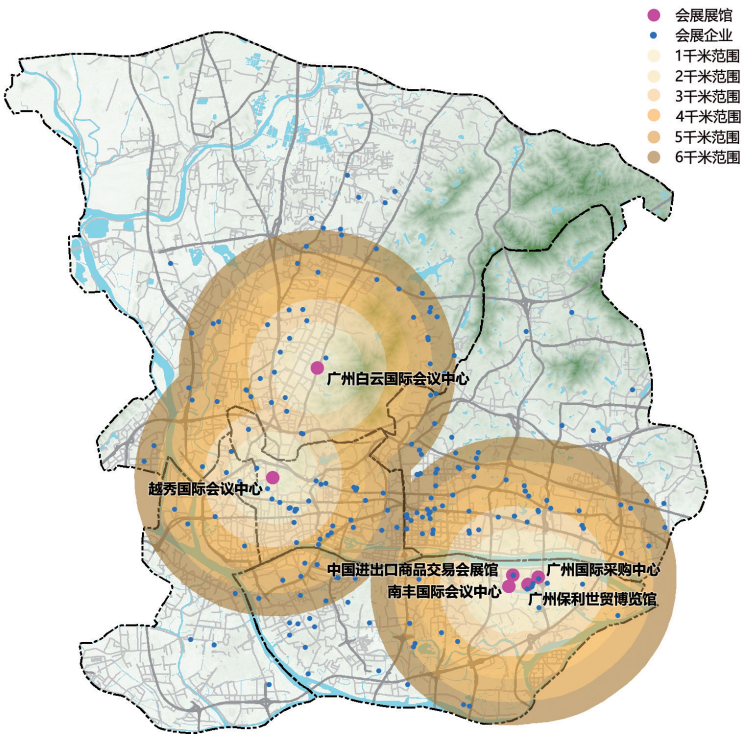 会展展馆
会展企业
1千米范围
2千米范围
3千米范围
4千米范围
5千米范围
6千米范围
广州白云国际会议中心
越秀国际会议中心
中国进出口商品交易会展馆
广州国际采购中心
南丰国际会议中心
广州保利世贸博览馆